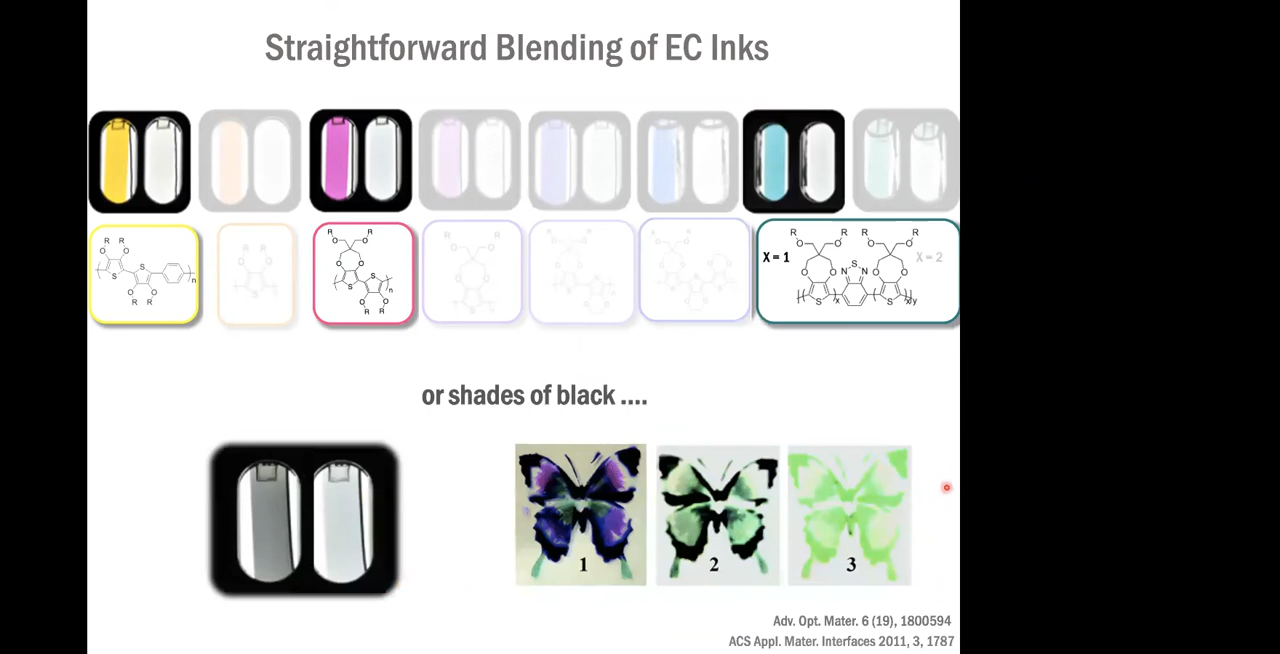 Straightforward Blending of EC Inks
X = 1
X = 2
or shades of black ....
1
2
3
Adv. Opt. Mater. 6 (19), 1800594
ACS Appl. Mater. Interfaces 2011, 3, 1787